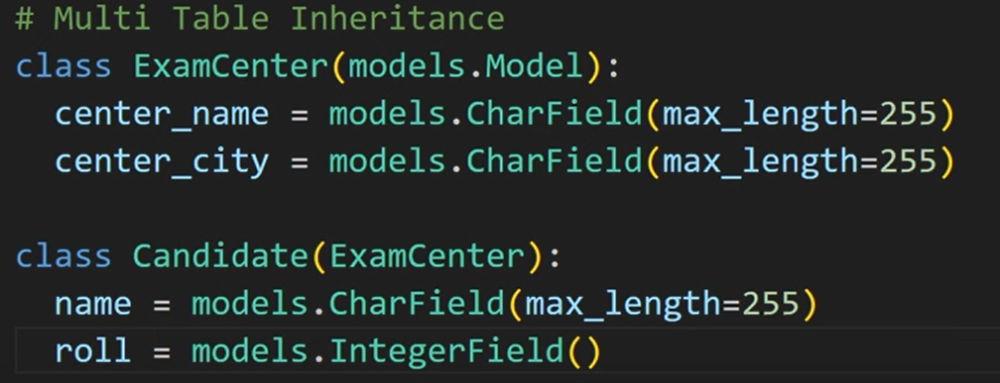 # Multi Table Inheritance
class ExamCenter(models.Model):
  center_name = models.CharField(max_length=255)
  center_city = models.CharField(max_length=255)

class Candidate(ExamCenter):
  name = models.CharField(max_length=255)
  roll = models.IntegerField()